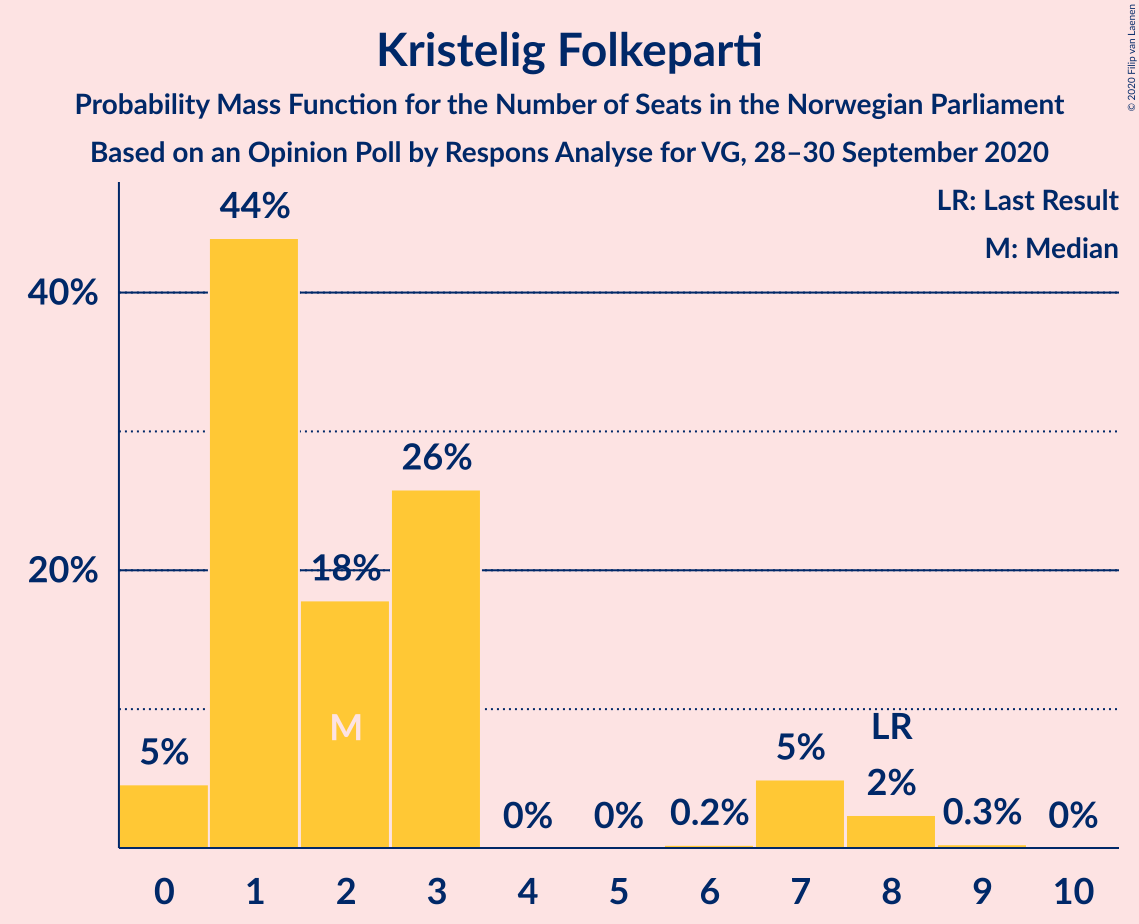 Kristelig Folkeparti
Probability Mass Function for the Number of Seats in the Norwegian Parliament
Based on an Opinion Poll by Respons Analyse for VG, 28–30 September 2020
© 2020 Filip van Laenen
LR: Last Result
M: Median
44%
40%
26%
20%
18%
M
LR
5%
5%
2%
0%
0%
0.2%
0.3%
0%
0 1 2 3 4 5 6 7 8 9 10